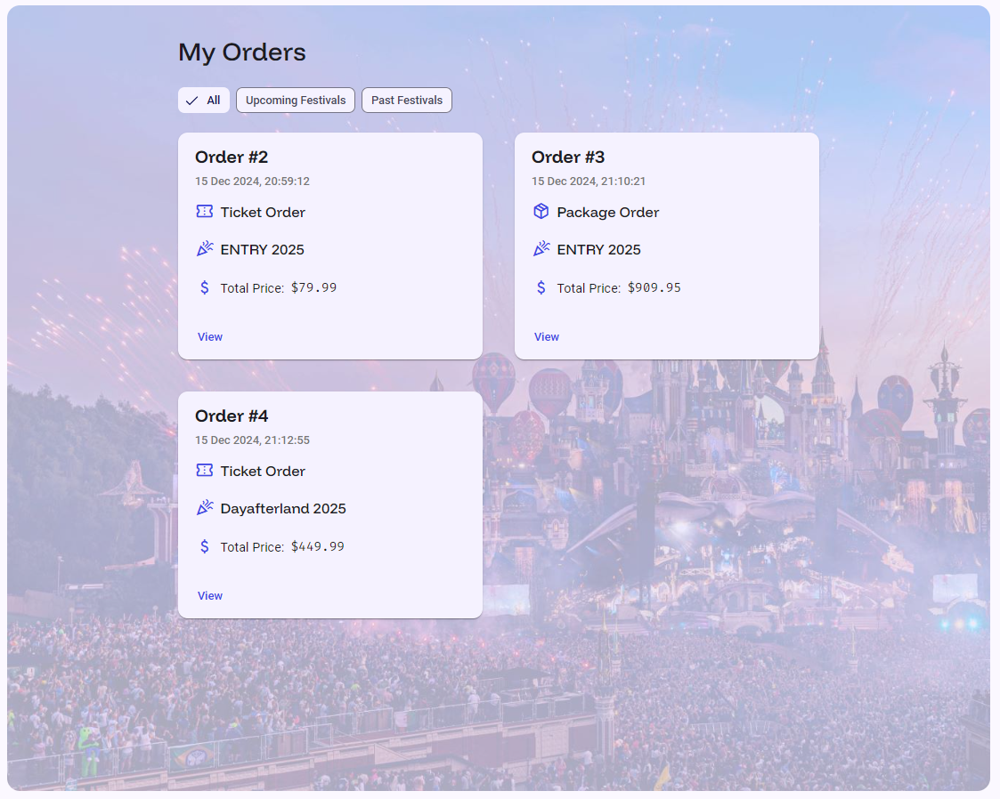 My Orders
All
Upcoming Festivals
Past Festivals
Order #2
15 Dec 2024, 20:59:12
Ticket Order
ENTRY 2025
Total Price: $79.99
View
Order #3
15 Dec 2024, 21:10:21
Package Order
ENTRY 2025
Total Price: $909.95
View
Order #4
15 Dec 2024, 21:12:55
Ticket Order
Dayafterland 2025
Total Price: $449.99
View